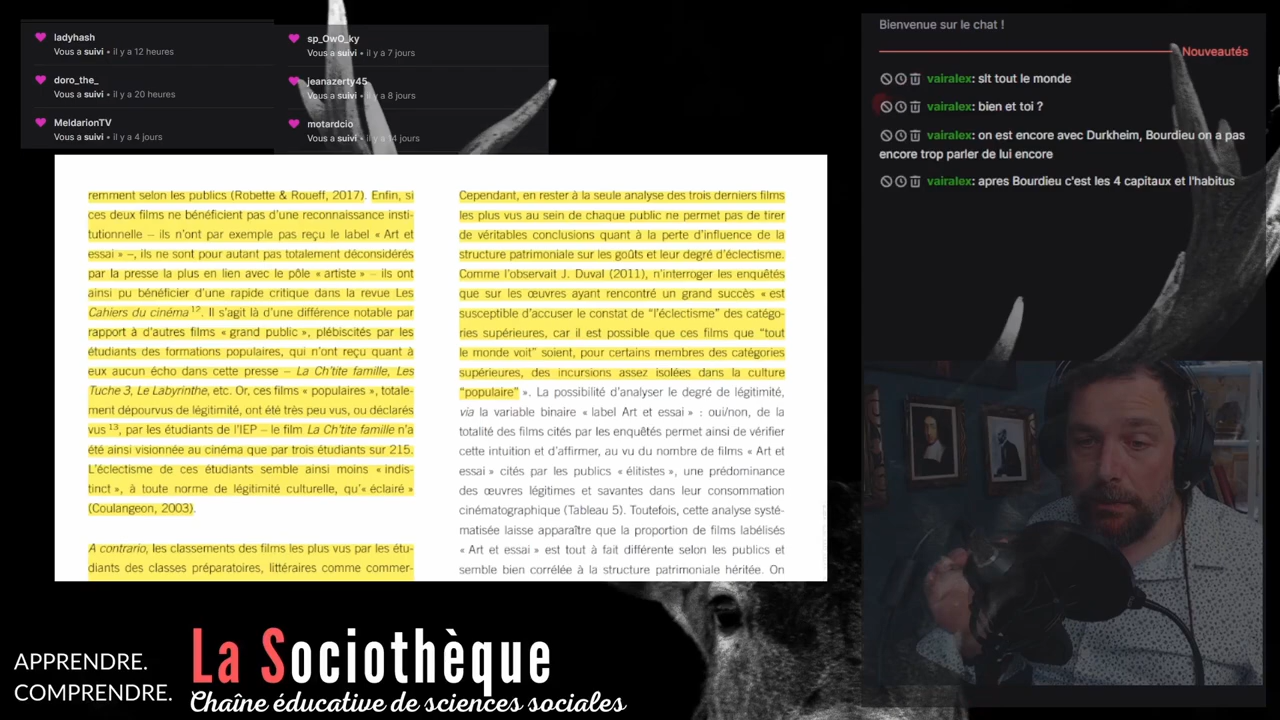 ladyhash
Vous a suivi • il y a 12 heures
doro_the_
Vous a suivi • il y a 20 heures
MeldarionTV
Vous a suivi • il y a 4 jours
sp_OwO_ky
Vous a suivi • il y a 7 jours
jeanazerty45
Vous a suivi • il y a 8 jours
motardcio
Vous a suivi • il y a 14 jours
remment selon les publics (Robette & Roueff, 2017). Enfin, si
ces deux films ne bénéficient pas d'une reconnaissance insti-
tutionnelle – ils n'ont par exemple pas reçu le label « Art et
essai » –, ils ne sont pour autant pas totalement déconsidérés
par la presse la plus en lien avec le pôle « artiste » – ils ont
ainsi pu bénéficier d'une rapide critique dans la revue Les
Cahiers du cinéma¹². Il s'agit là d'une différence notable par
rapport à d'autres films « grand public », plébiscités par les
étudiants des formations populaires, qui n'ont reçu quant à
eux aucun écho dans cette presse – La Ch'tite famille, Les
Tuche 3, Le Labyrinthe, etc. Or, ces films « populaires », totale-
ment dépourvus de légitimité, ont été très peu vus, ou déclarés
vus¹³, par les étudiants de l'IEP – le film La Ch'tite famille n'a
été ainsi visionnée au cinéma que par trois étudiants sur 215.
L'éclectisme de ces étudiants semble ainsi moins « indis-
tinct », à toute norme de légitimité culturelle, qu'« éclairé »
(Coulangeon, 2003).
A contrario, les classements des films les plus vus par les étu-
diants des classes préparatoires, littéraires comme commer-
Cependant, en rester à la seule analyse des trois derniers films
les plus vus au sein de chaque public ne permet pas de tirer
de véritables conclusions quant à la perte d'influence de la
structure patrimoniale sur les goûts et leur degré d'éclectisme.
Comme l'observait J. Duval (2011), n'interroger les enquêtés
que sur les œuvres ayant rencontré un grand succès « est
susceptible d'accuser le constat de “l'éclectisme” des catégo-
ries supérieures, car il est possible que ces films que “tout
le monde voit” soient, pour certains membres des catégories
supérieures, des incursions assez isolées dans la culture
“populaire” ». La possibilité d'analyser le degré de légitimité,
via la variable binaire « label Art et essai » : oui/non, de la
totalité des films cités par les enquêtés permet ainsi de vérifier
cette intuition et d'affirmer, au vu du nombre de films « Art et
essai » cités par les publics « élitistes », une prédominance
des œuvres légitimes et savantes dans leur consommation
cinématographique (Tableau 5). Toutefois, cette analyse systé-
matisée laisse apparaître que la proportion de films labélisés
« Art et essai » est tout à fait différente selon les publics et
semble bien corrélée à la structure patrimoniale héritée. On
Bienvenue sur le chat !
Nouveautés
vairalex: slt tout le monde
vairalex: bien et toi ?
vairalex: on est encore avec Durkheim, Bourdieu on a pas
encore trop parler de lui encore
vairalex: apres Bourdieu c'est les 4 capitaux et l'habitus
APPRENDRE.
COMPRENDRE.
La Sociothèque
Chaîne éducative de sciences sociales